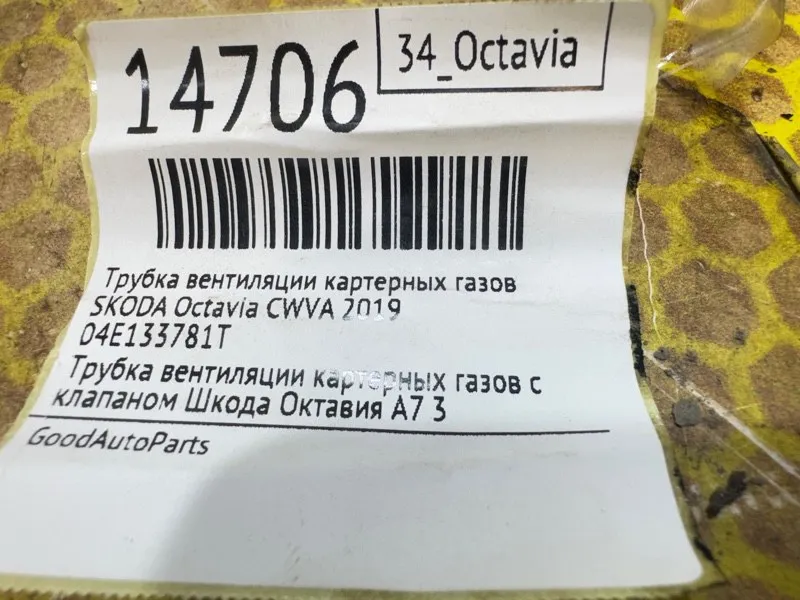 34_Octavia
14706
Трубка вентиляции картерных газов
SKODA Octavia CWVA 2019
04E133781T
Трубка вентиляции картерных газов с
клапаном Шкода Октавия А7 3
GoodAutoParts